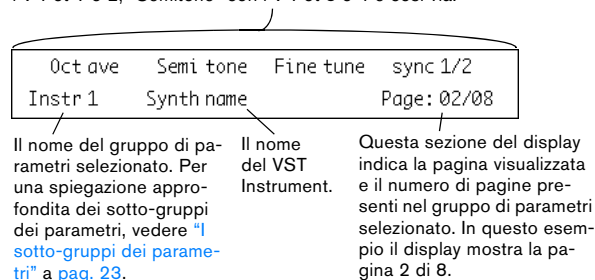 Oct ave Semi tone Fine tune sync 1/2
Instr 1 Synth name Page: 02/08
Il nome del gruppo di pa-
rametri selezionato. Per
una spiegazione appro-
fondita dei sotto-gruppi
dei parametri, vedere “I
sotto-gruppi dei parame-
tri” a pag. 23.
Il nome
del VST
Instrument.
Questa sezione del display
indica la pagina visualizzata
e il numero di pagine pre-
senti nel gruppo di parametri
selezionato. In questo esem-
pio il display mostra la pa-
gina 2 di 8.